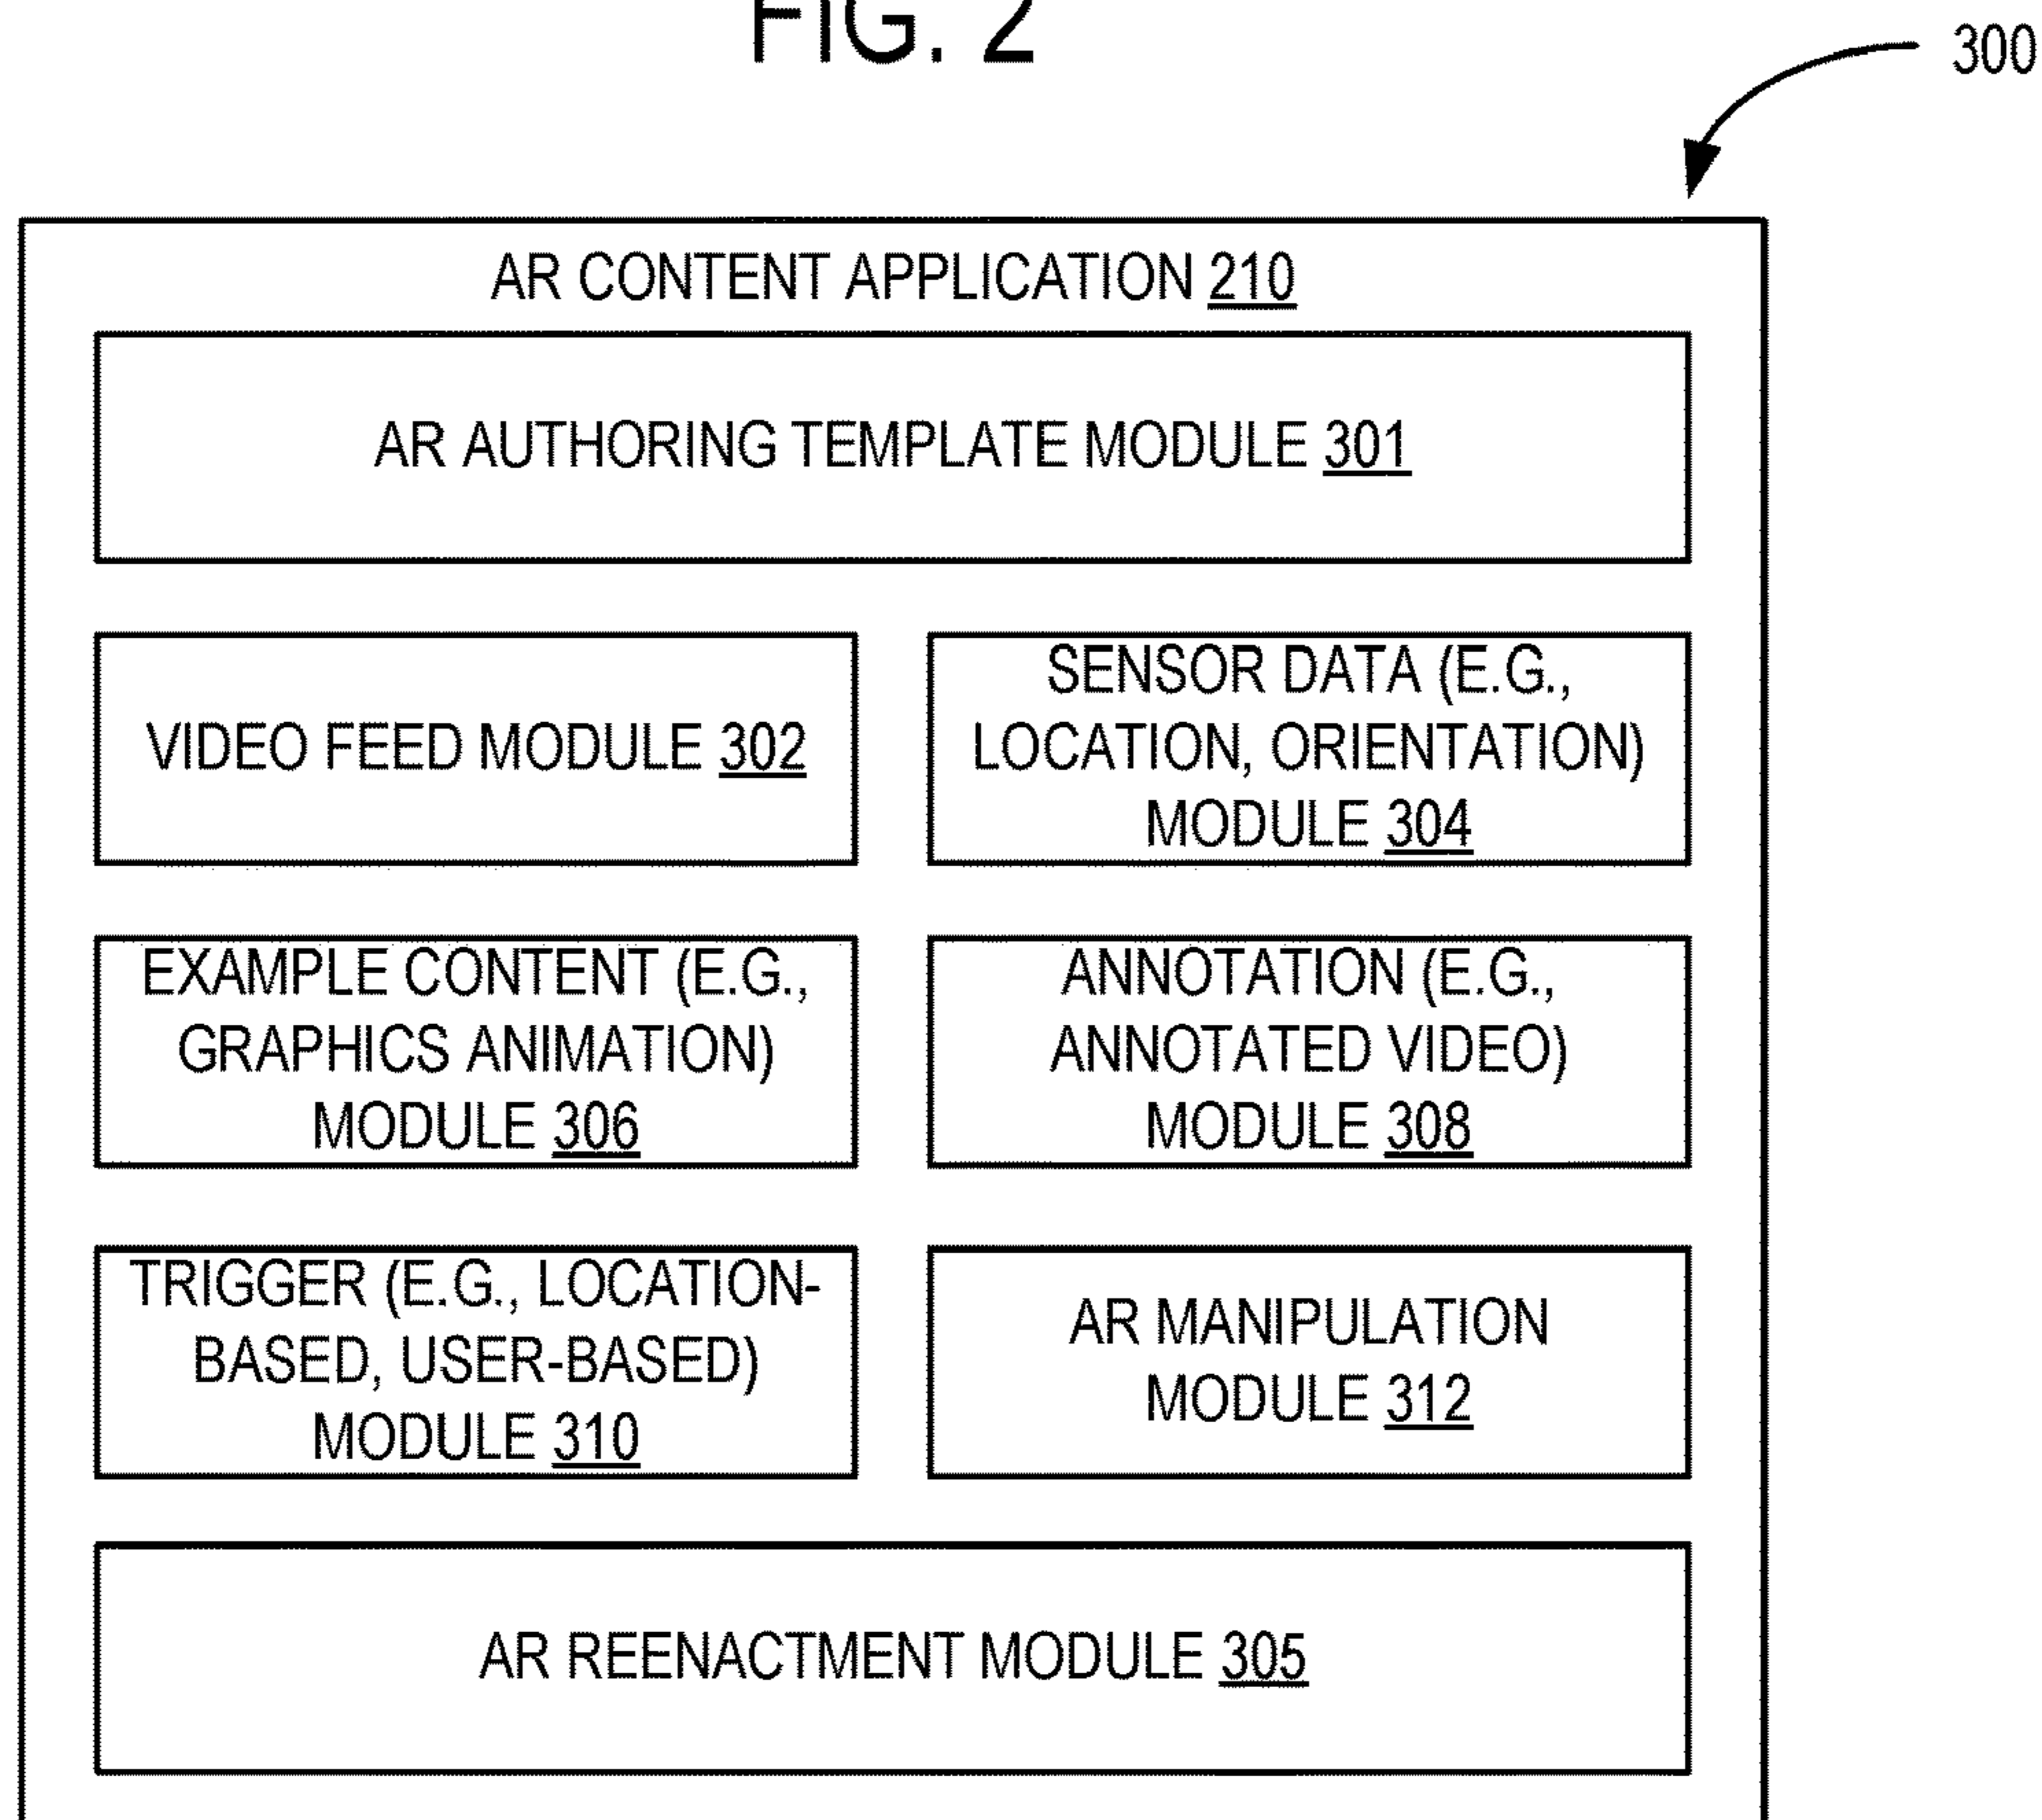 FIG. 2
300
AR CONTENT APPLICATION 210
AR AUTHORING TEMPLATE MODULE 301
VIDEO FEED MODULE 302
SENSOR DATA (E.G.,
LOCATION, ORIENTATION)
MODULE 304
EXAMPLE CONTENT (E.G.,
GRAPHICS ANIMATION)
MODULE 306
ANNOTATION (E.G.,
ANNOTATED VIDEO)
MODULE 308
TRIGGER (E.G., LOCATION-
BASED, USER-BASED)
MODULE 310
AR MANIPULATION
MODULE 312
AR REENACTMENT MODULE 305